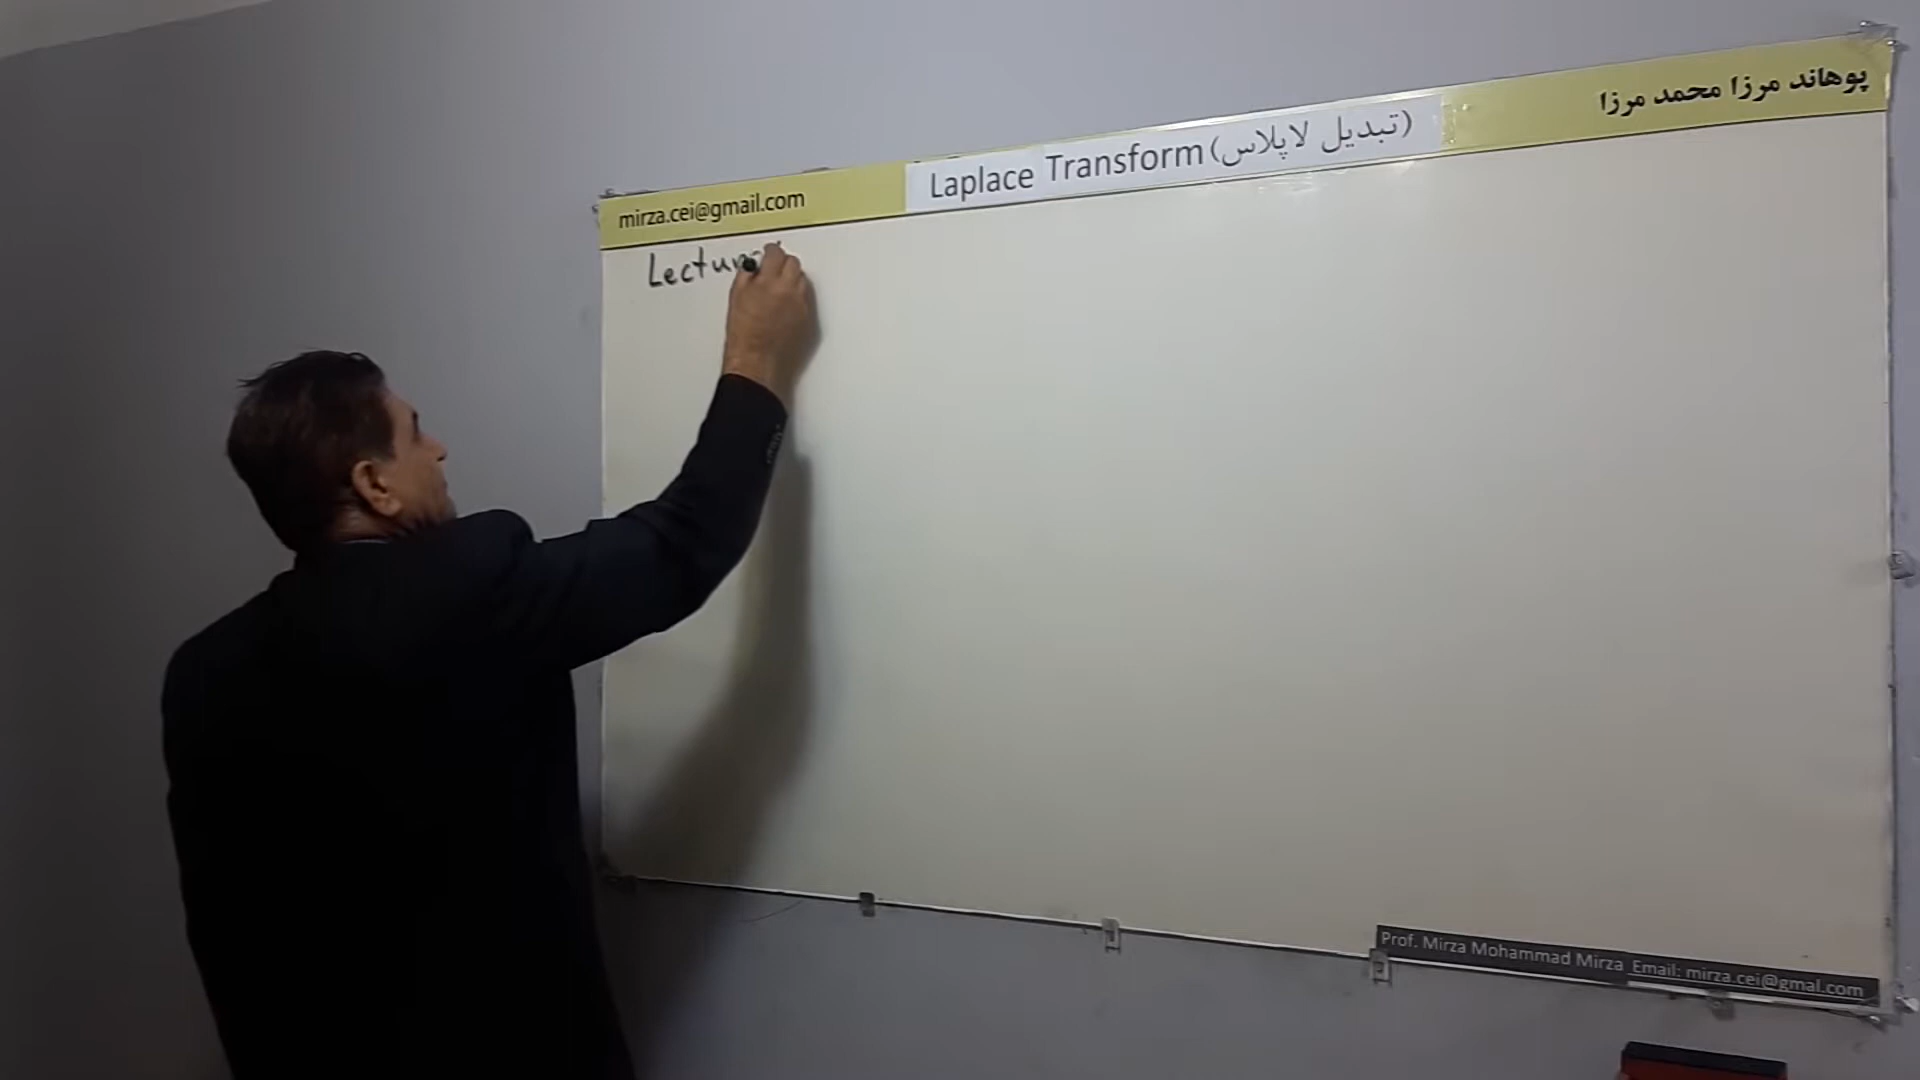 پوهاند مرزا محمد مرزا
Laplace Transform (تبدیل لاپلاس)
mirza.cei@gmail.com
Lecture
Prof. Mirza Mohammad Mirza Email: mirza.cei@gmal.com